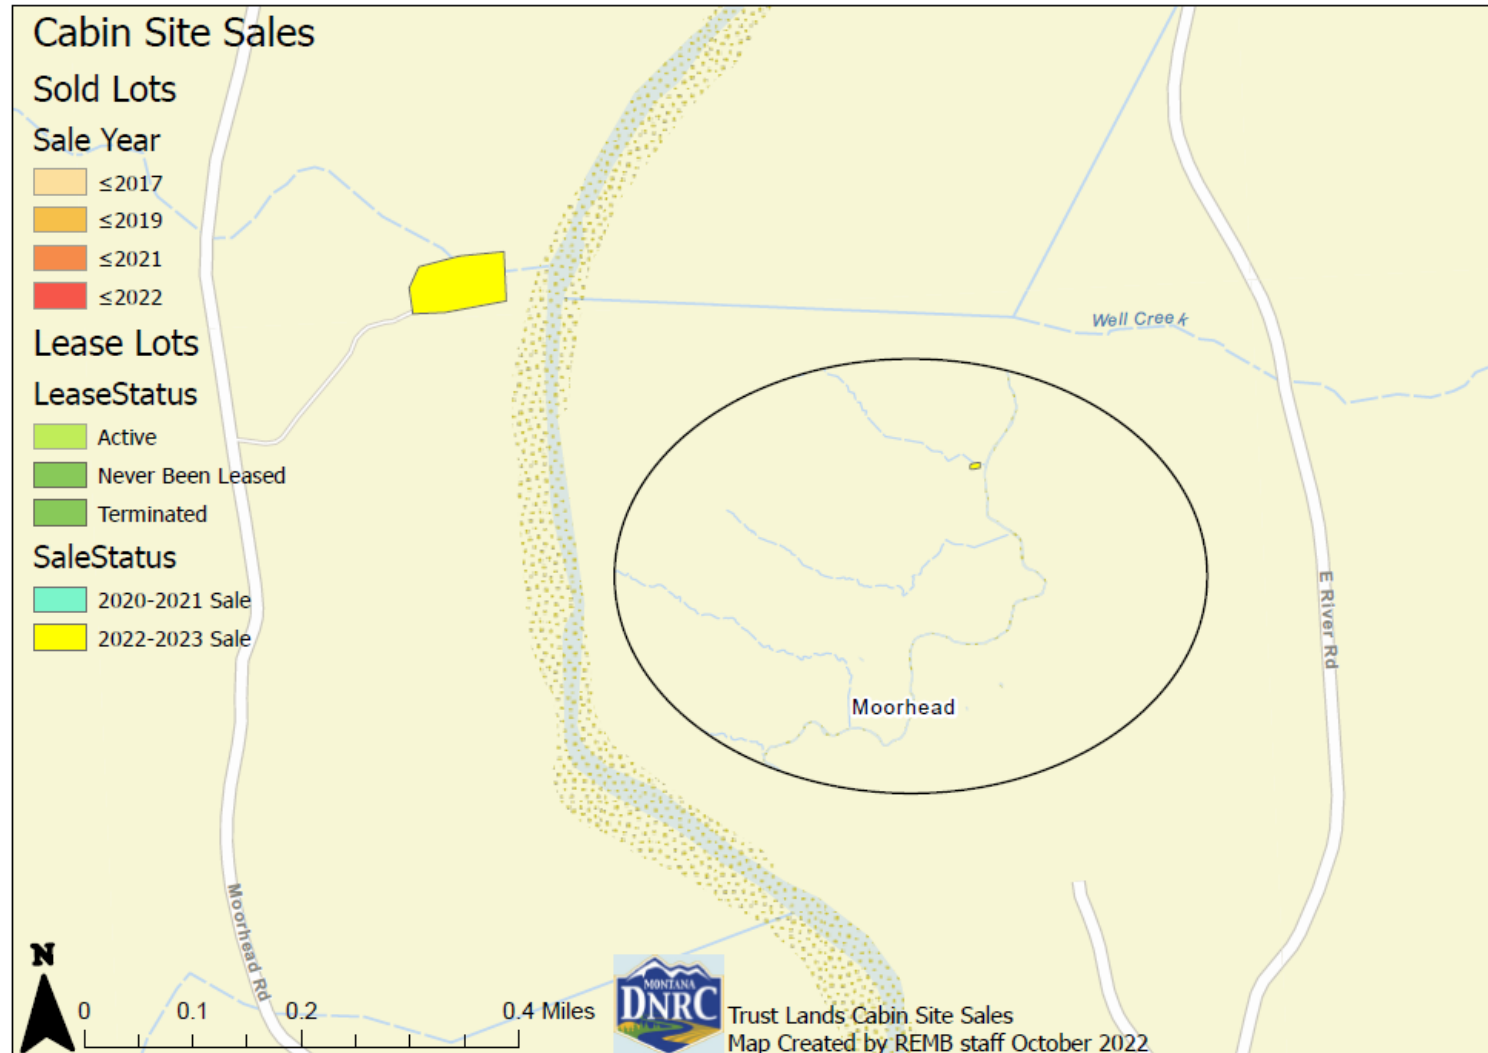 Cabin Site Sales
Sold Lots
Sale Year
≤2017
≤2019
≤2021
≤2022
Lease Lots
LeaseStatus
Active
Never Been Leased
Terminated
SaleStatus
2020-2021 Sale
2022-2023 Sale
Well Creek
E River Rd
Moorhead
Moorhead Rd
N
0 0.1 0.2 0.4 Miles
MONTANA
DNRC
Trust Lands Cabin Site Sales
Map Created by REMB staff October 2022